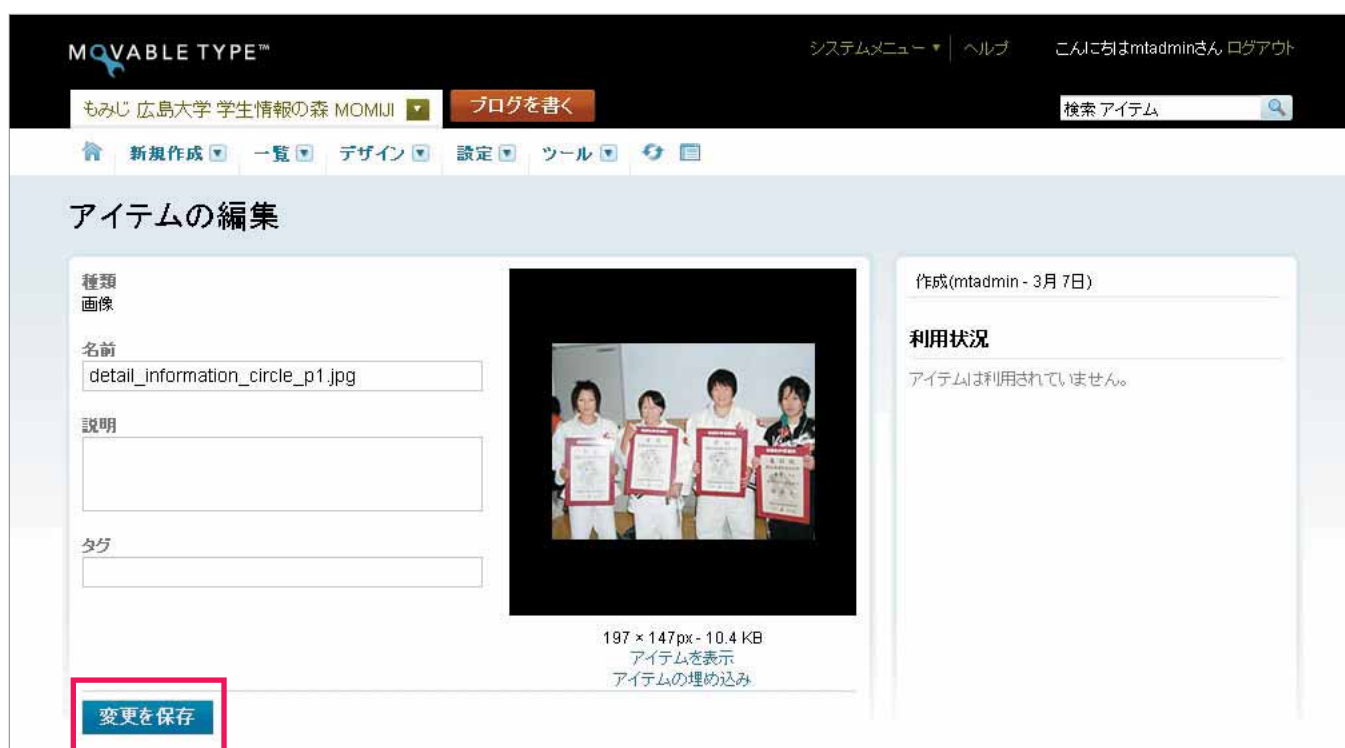 MOVABLE TYPE™
システムメニュー ヘルプ こんにちはmtadminさん ログアウト
もみじ 広島大学 学生情報の森 MOMIJI ブログを書く 検索 アイテム
新規作成 一覧 デザイン 設定 ツール
アイテムの編集
種類
画像
名前
detail_information_circle_p1.jpg
説明
タグ
197 × 147px - 10.4 KB
アイテムを表示
アイテムの埋め込み
変更を保存
作成(mtadmin - 3月 7日)
利用状況
アイテムは利用されていません。